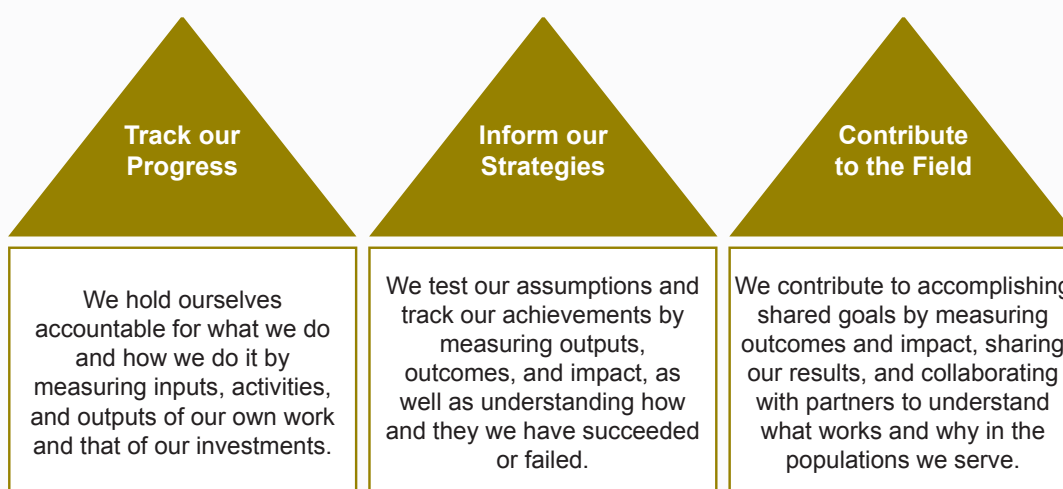 Track our
Progress
We hold ourselves
accountable for what we do
and how we do it by
measuring inputs, activities,
and outputs of our own work
and that of our investments.
Inform our
Strategies
We test our assumptions and
track our achievements by
measuring outputs,
outcomes, and impact, as
well as understanding how
and they we have succeeded
or failed.
Contribute
to the Field
We contribute to accomplishing
shared goals by measuring
outcomes and impact, sharing
our results, and collaborating
with partners to understand
what works and why in the
populations we serve.